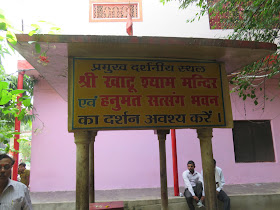 प्रमुख दर्शनीय स्थल
श्री खाटू श्याम मन्दिर
एवं हनुमत सत्संग भवन
का दर्शन अवश्य करें ।